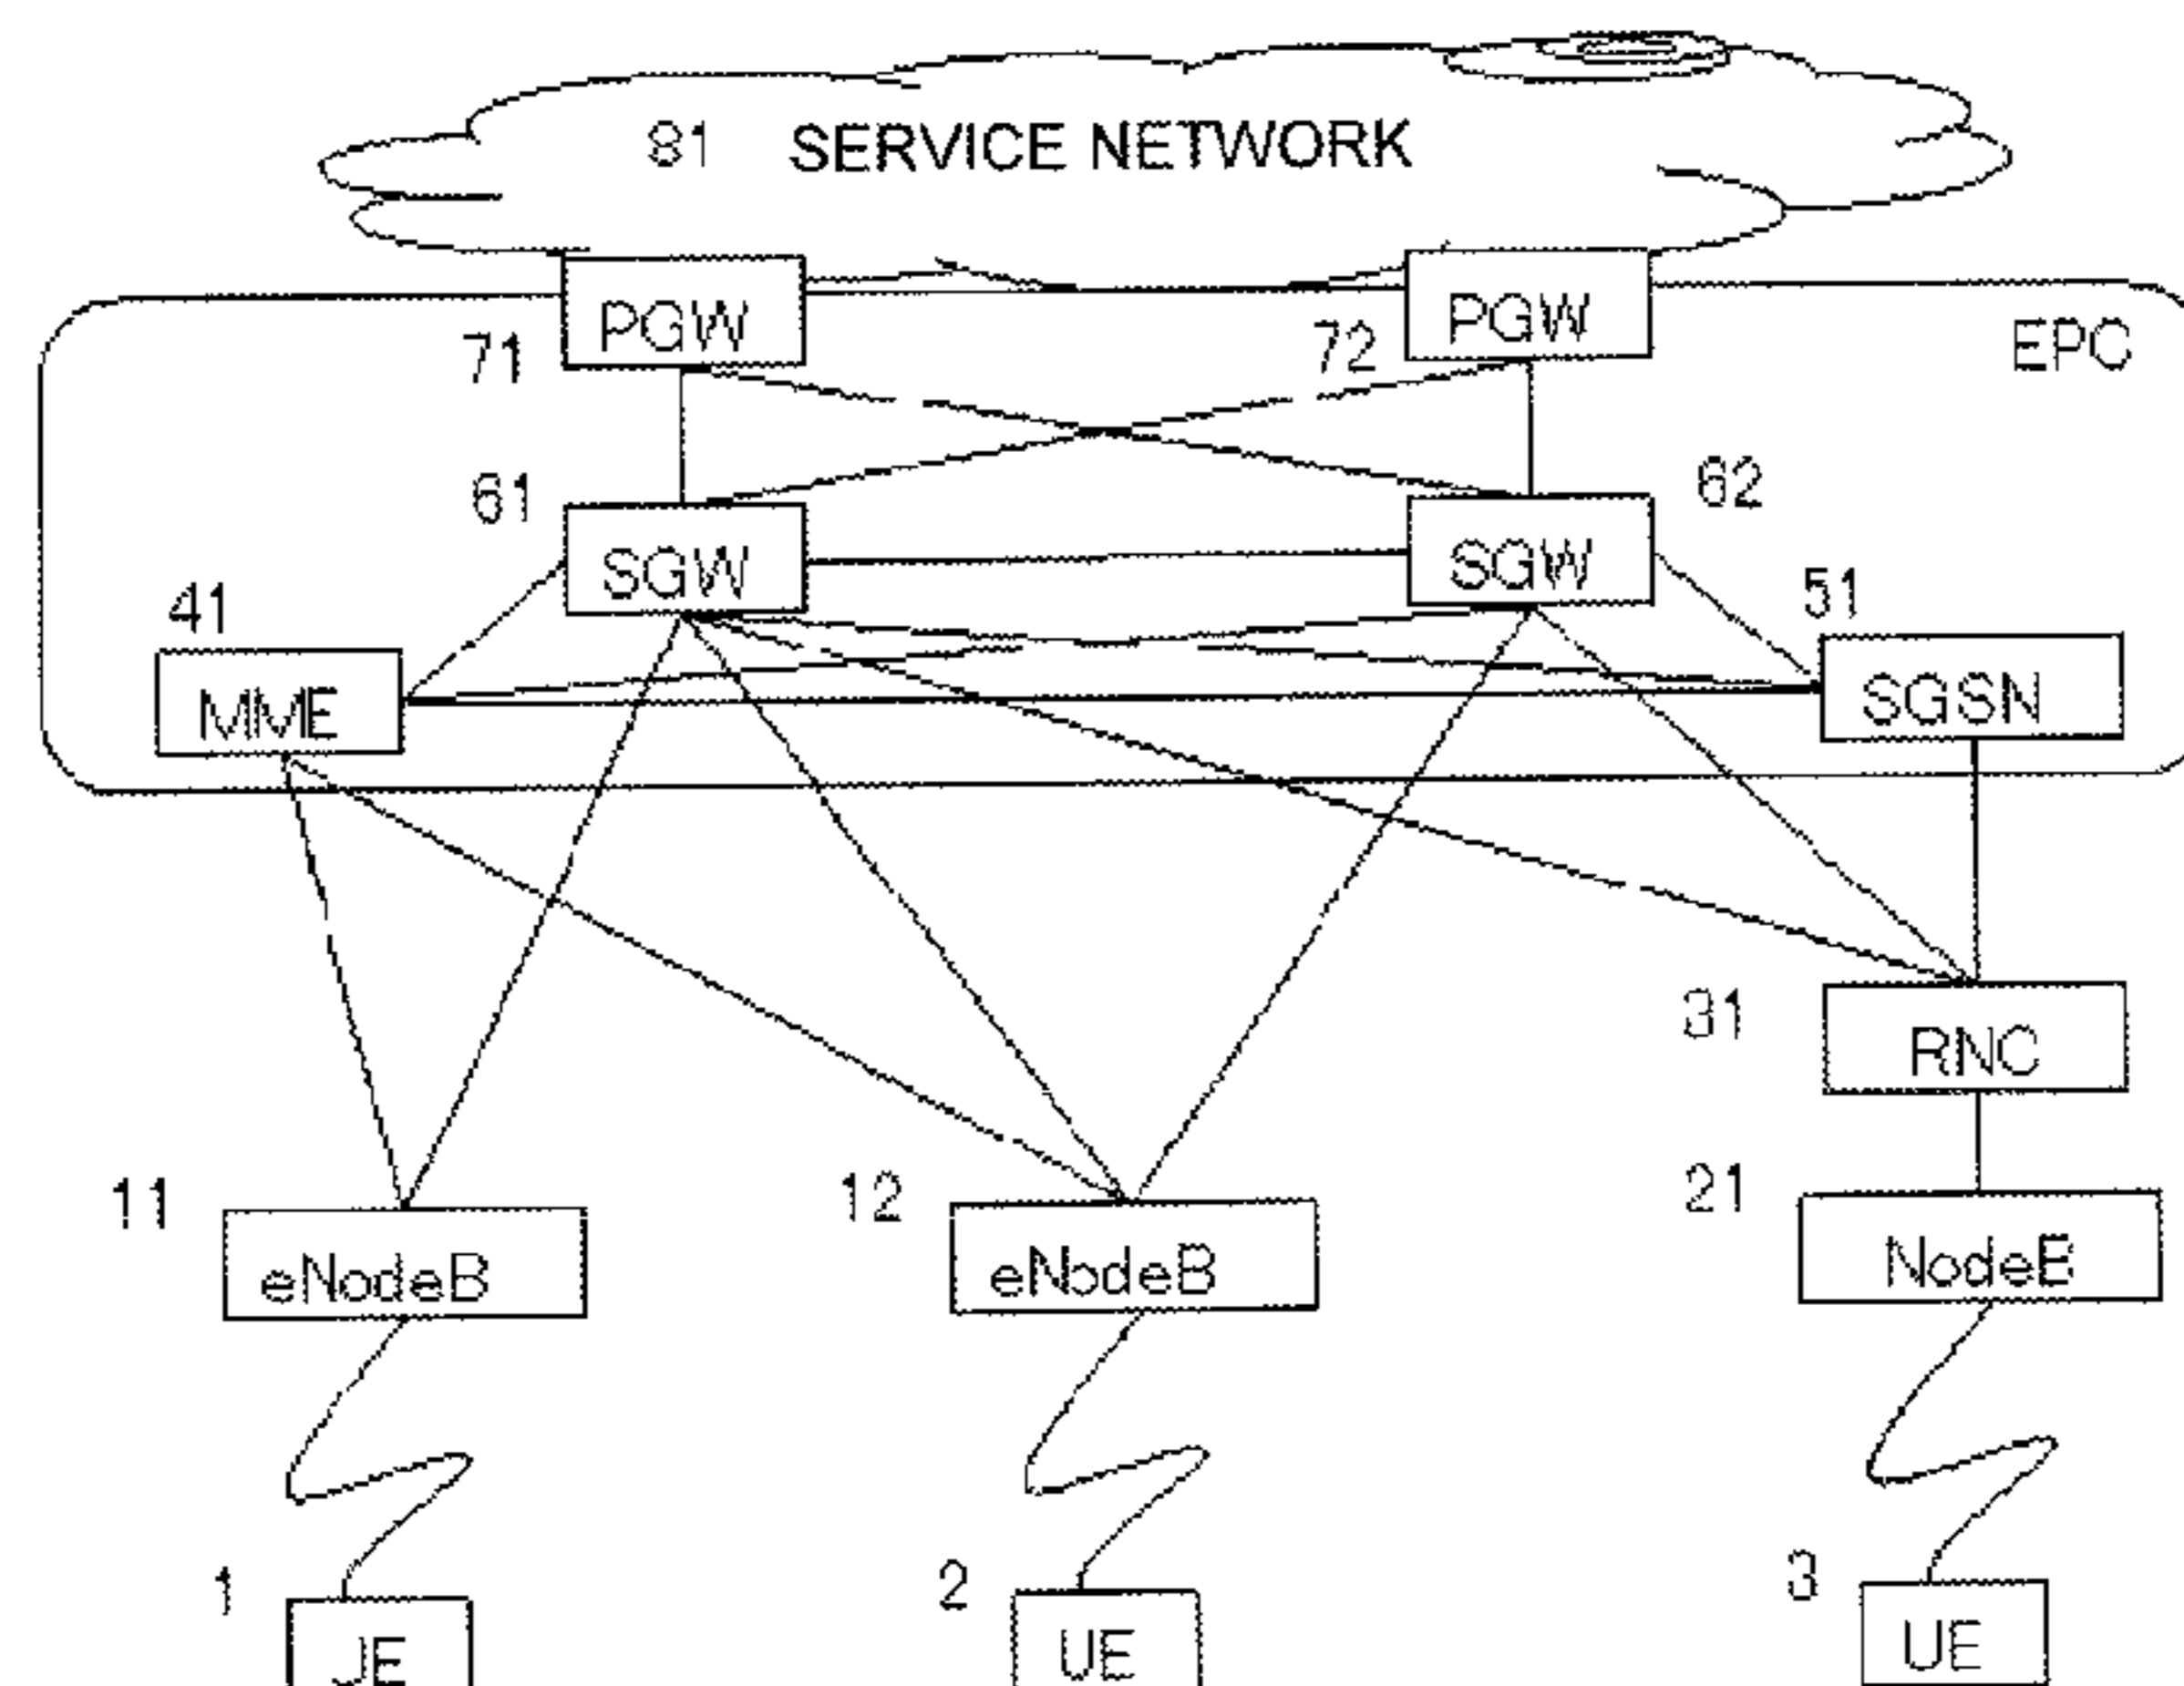 81 SERVICE NETWORK
PGW
PGW
71
72
EPC
61
62
SGW
SGW
41
51
MME
SGSN
31
RNC
11
12
21
eNodeB
eNodeB
NodeB
1
2
3
UE
UE
UE